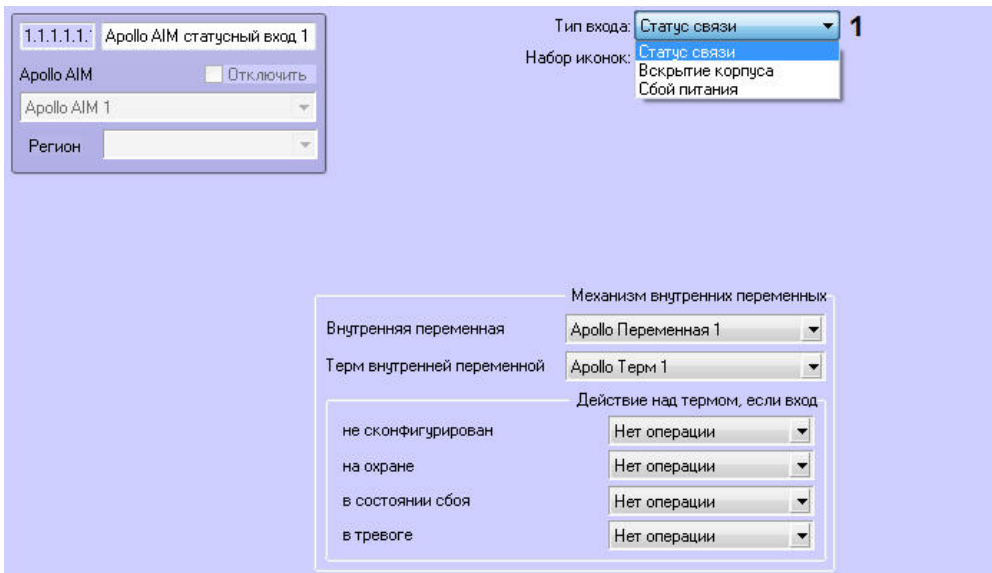 1.1.1.1.1.
Apollo AIM статусный вход 1
Apollo AIM
Отключить
Apollo AIM 1
Регион
Тип входа: Статус связи 1
Набор иконок:
Статус связи
Вскрытие корпуса
Сбой питания
Механизм внутренних переменных
Внутренняя переменная Apollo Переменная 1
Терм внутренней переменной Apollo Терм 1
Действие над термом, если вход
не сконфигурирован Нет операции
на охране Нет операции
в состоянии сбоя Нет операции
в тревоге Нет операции